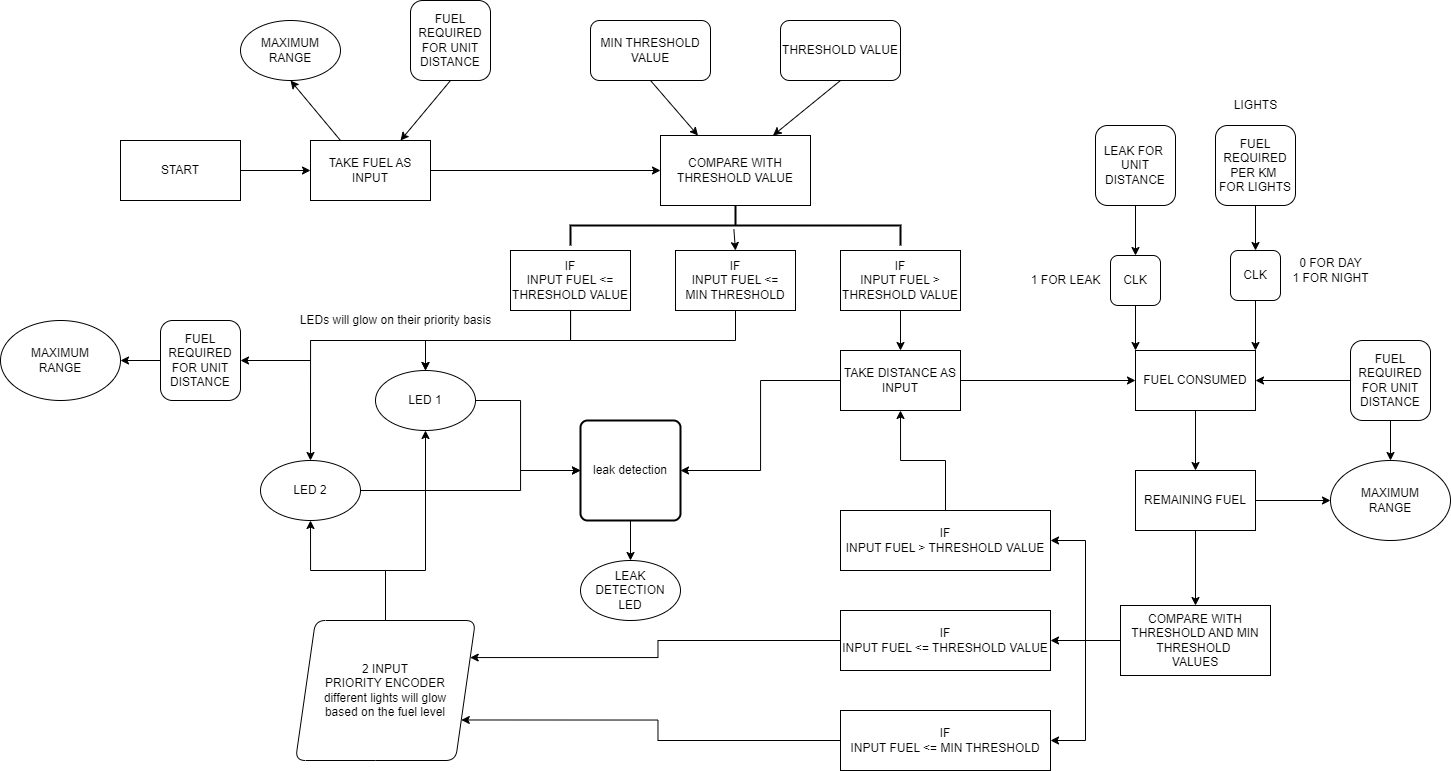 MAXIMUM
RANGE
FUEL
REQUIRED
FOR UNIT
DISTANCE
MIN THRESHOLD
VALUE
THRESHOLD VALUE
START
TAKE FUEL AS
INPUT
COMPARE WITH
THRESHOLD VALUE
LIGHTS
LEAK FOR
UNIT
DISTANCE
FUEL
REQUIRED
PER KM
FOR LIGHTS
IF
INPUT FUEL <=
THRESHOLD VALUE
IF
INPUT FUEL <=
MIN THRESHOLD
IF
INPUT FUEL >
THRESHOLD VALUE
1 FOR LEAK
CLK
CLK
0 FOR DAY
1 FOR NIGHT
LEDs will glow on their priority basis
MAXIMUM
RANGE
FUEL
REQUIRED
FOR UNIT
DISTANCE
LED 1
TAKE DISTANCE AS
INPUT
FUEL CONSUMED
FUEL
REQUIRED
FOR UNIT
DISTANCE
LED 2
leak detection
REMAINING FUEL
MAXIMUM
RANGE
IF
INPUT FUEL > THRESHOLD VALUE
LEAK
DETECTION
LED
IF
INPUT FUEL <= THRESHOLD VALUE
COMPARE WITH
THRESHOLD AND MIN
THRESHOLD
VALUES
2 INPUT
PRIORITY ENCODER
different lights will glow
based on the fuel level
IF
INPUT FUEL <= MIN THRESHOLD